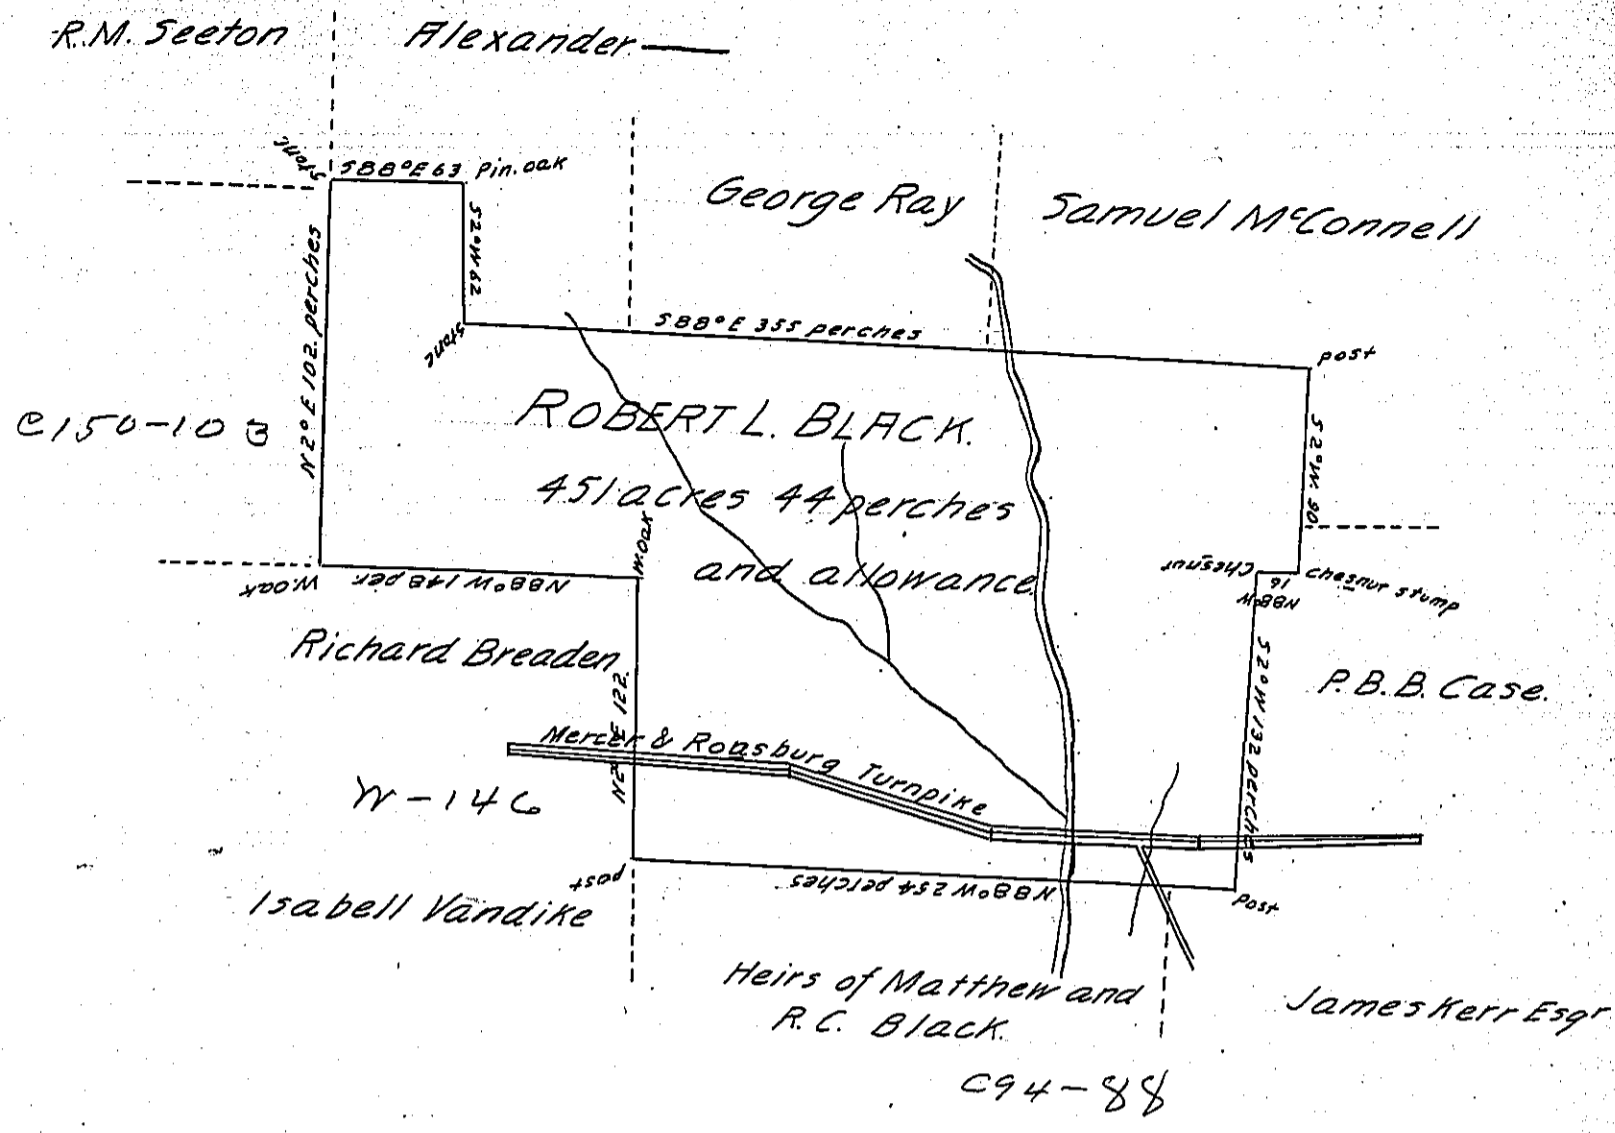 R.M. Seeton
Alexander
stone
S88°E 63
Pin. oak
N2°E 102. perches
S2°W 62
stone
George Ray
Samuel McConnell
S88°E 355 perches
post
ROBERT L. BLACK.
451 acres 44 perches
and allowance
C150-103
S2°W 90
W.oak
N88°W 148 per
W.oak
Chesnut
N88°W
16
Chesnut stump
Richard Breaden
N2°E 122.
S2°W 132 perches
P.B.B. Case.
Mercer & Roasburg Turnpike
W-146
post
N88°W 254 perches
Post
Isabell Vandike
Heirs of Matthew and
R.C. Black.
James Kerr Esqr
C94-88